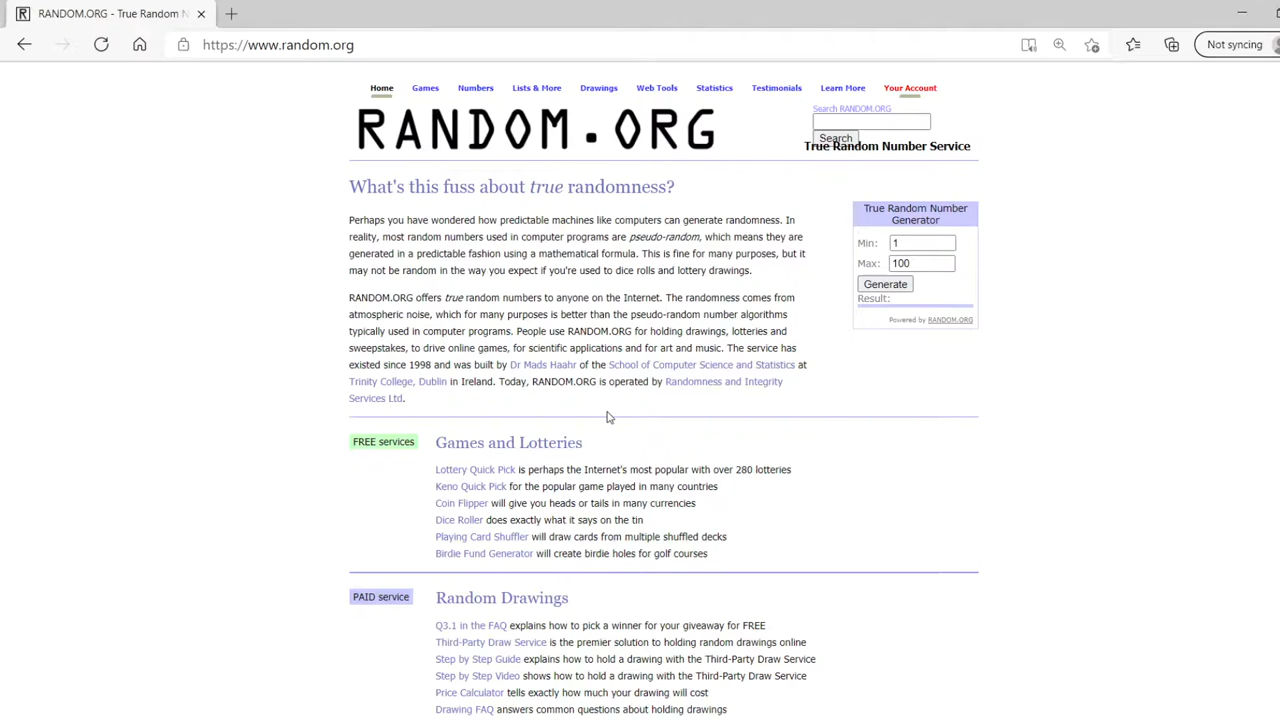 RANDOM.ORG - True Random N
https://www.random.org
Not syncing
Home Games Numbers Lists & More Drawings Web Tools Statistics Testimonials Learn More Your Account
RANDOM.ORG
Search RANDOM.ORG
Search
True Random Number Service
What's this fuss about true randomness?
Perhaps you have wondered how predictable machines like computers can generate randomness. In
reality, most random numbers used in computer programs are pseudo-random, which means they are
generated in a predictable fashion using a mathematical formula. This is fine for many purposes, but it
may not be random in the way you expect if you're used to dice rolls and lottery drawings.
RANDOM.ORG offers true random numbers to anyone on the Internet. The randomness comes from
atmospheric noise, which for many purposes is better than the pseudo-random number algorithms
typically used in computer programs. People use RANDOM.ORG for holding drawings, lotteries and
sweepstakes, to drive online games, for scientific applications and for art and music. The service has
existed since 1998 and was built by Dr Mads Haahr of the School of Computer Science and Statistics at
Trinity College, Dublin in Ireland. Today, RANDOM.ORG is operated by Randomness and Integrity
Services Ltd.
True Random Number
Generator
Min: 1
Max: 100
Generate
Result:
Powered by RANDOM.ORG
FREE services
Games and Lotteries
Lottery Quick Pick is perhaps the Internet's most popular with over 280 lotteries
Keno Quick Pick for the popular game played in many countries
Coin Flipper will give you heads or tails in many currencies
Dice Roller does exactly what it says on the tin
Playing Card Shuffler will draw cards from multiple shuffled decks
Birdie Fund Generator will create birdie holes for golf courses
PAID service
Random Drawings
Q3.1 in the FAQ explains how to pick a winner for your giveaway for FREE
Third-Party Draw Service is the premier solution to holding random drawings online
Step by Step Guide explains how to hold a drawing with the Third-Party Draw Service
Step by Step Video shows how to hold a drawing with the Third-Party Draw Service
Price Calculator tells exactly how much your drawing will cost
Drawing FAQ answers common questions about holding drawings